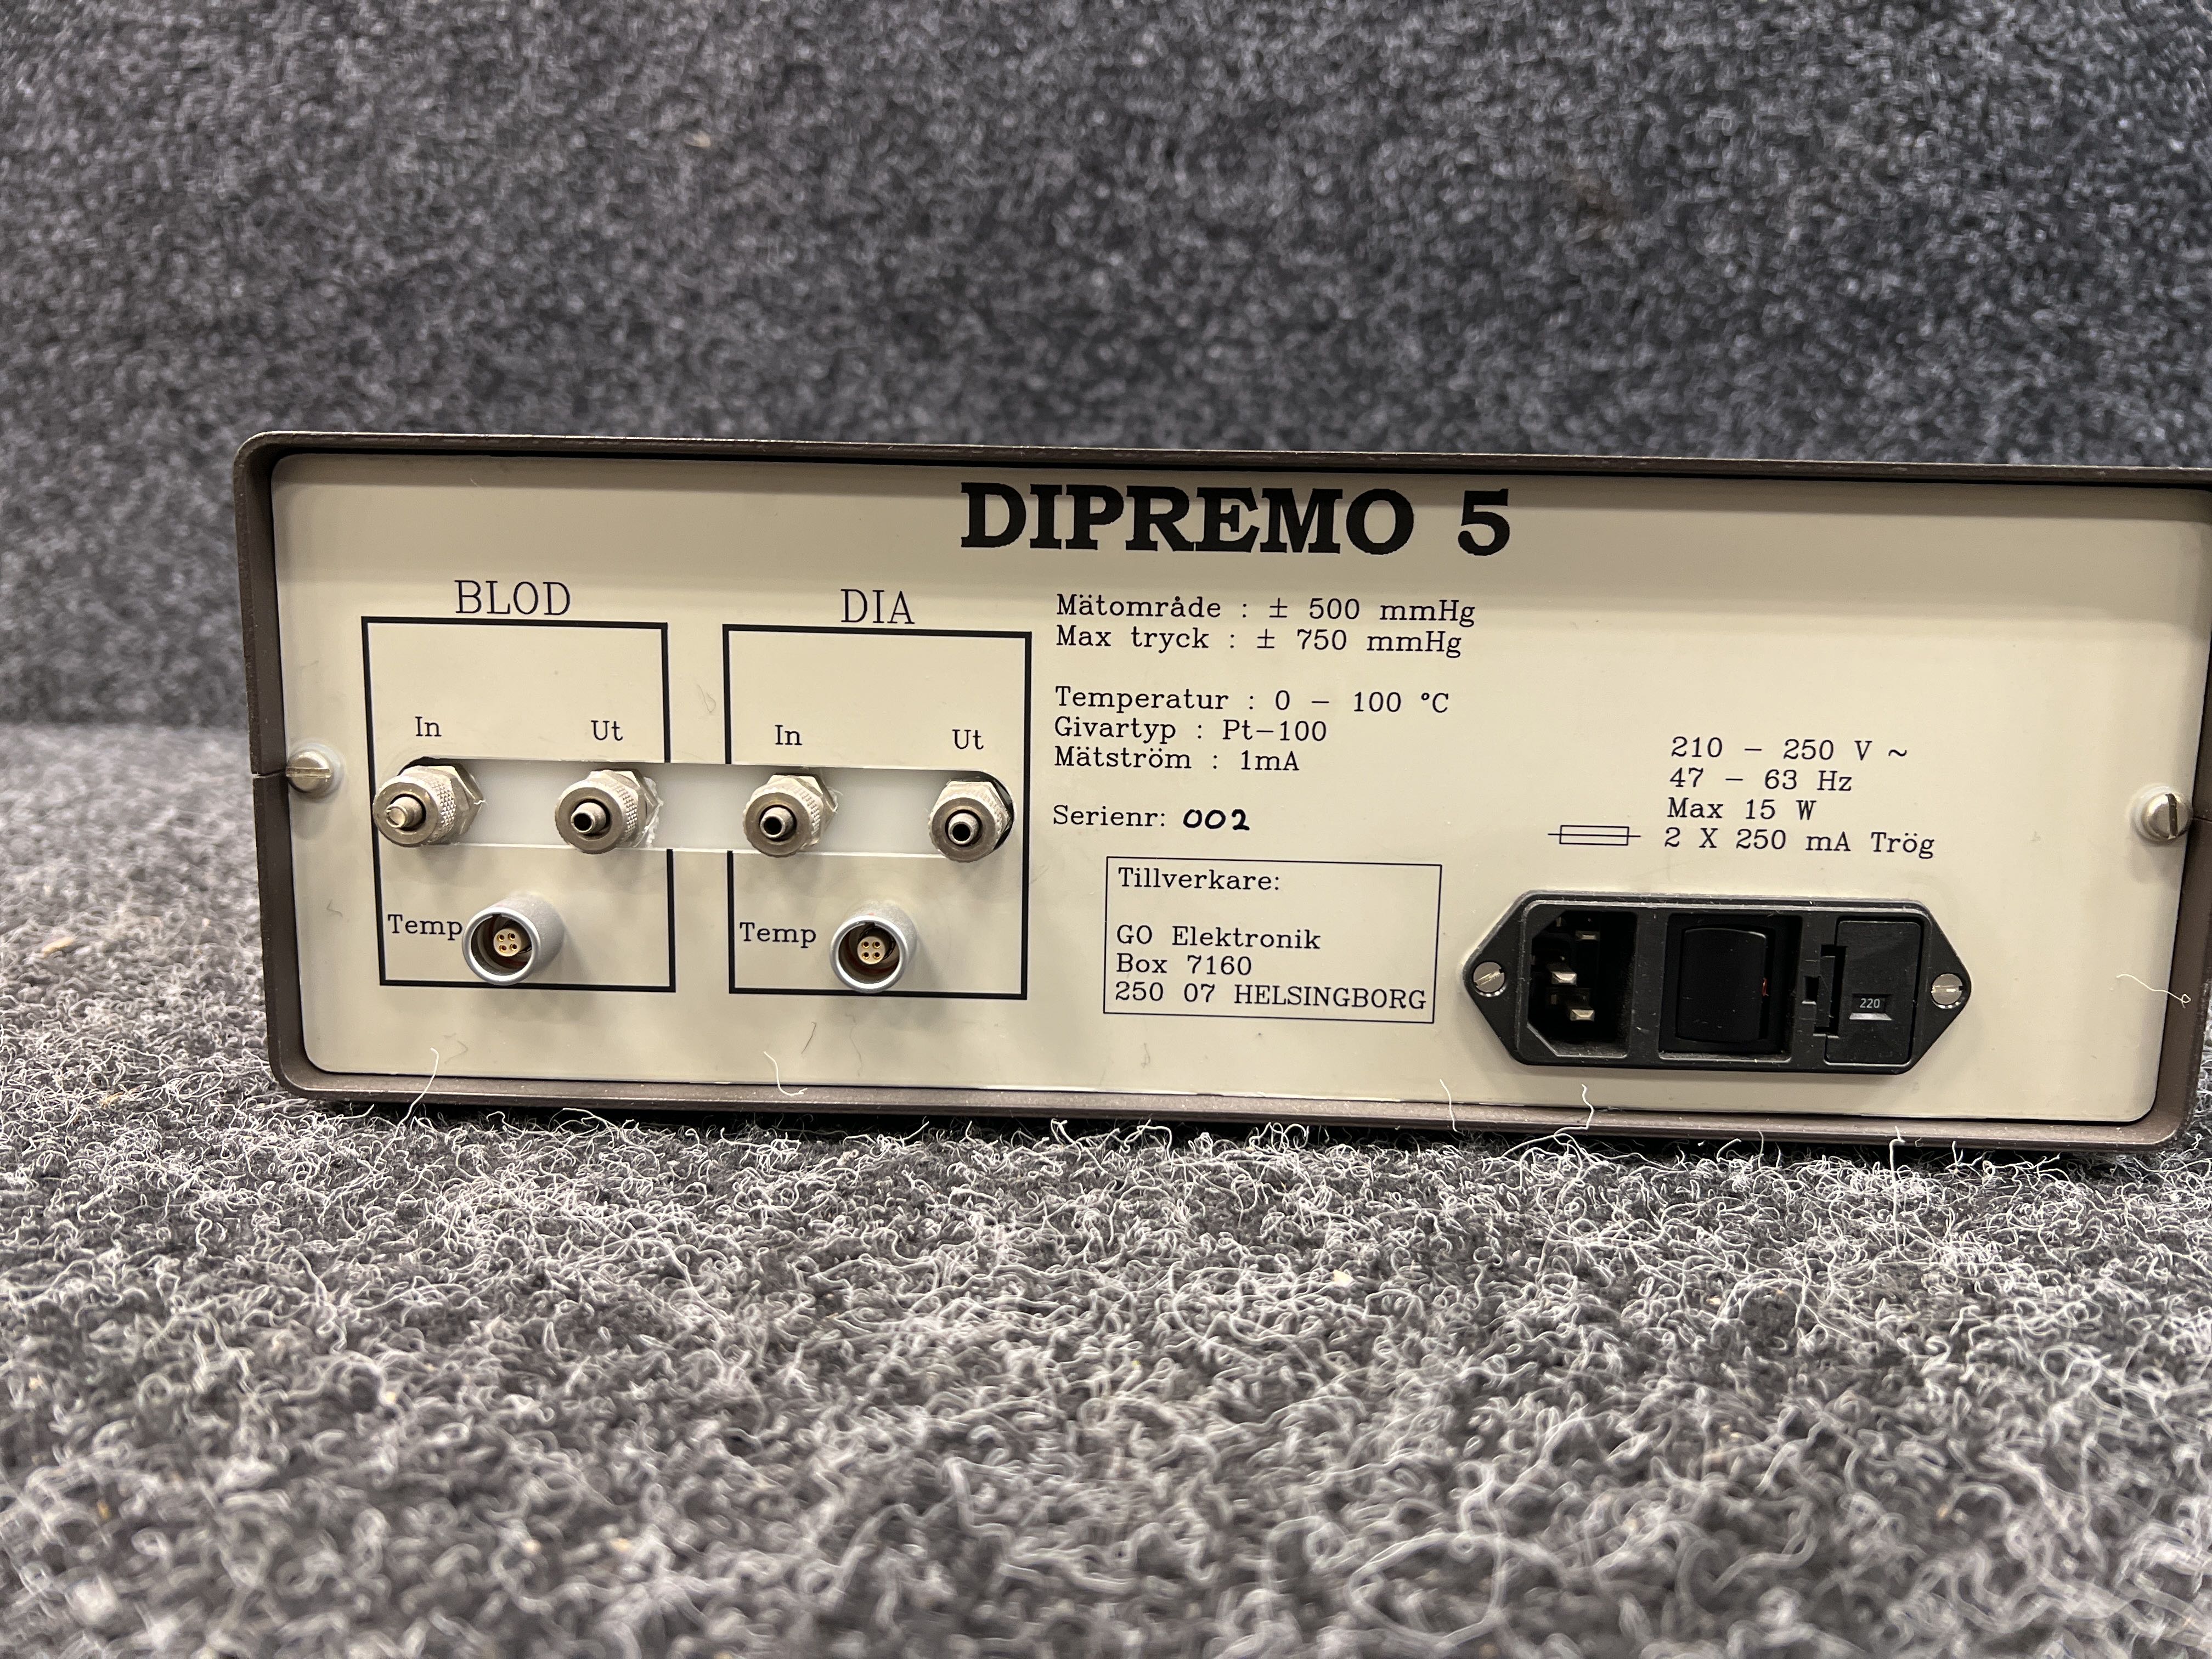 DIPREMO 5
BLOD
In
Ut
Temp
DIA
In
Ut
Temp
Mätområde : ± 500 mmHg
Max tryck : ± 750 mmHg
Temperatur : 0 – 100 °C
Givartyp : Pt–100
Mätström : 1mA
Serienr: 002
Tillverkare:
GO Elektronik
Box 7160
250 07 HELSINGBORG
210 – 250 V ~
47 – 63 Hz
Max 15 W
2 X 250 mA Trög
220